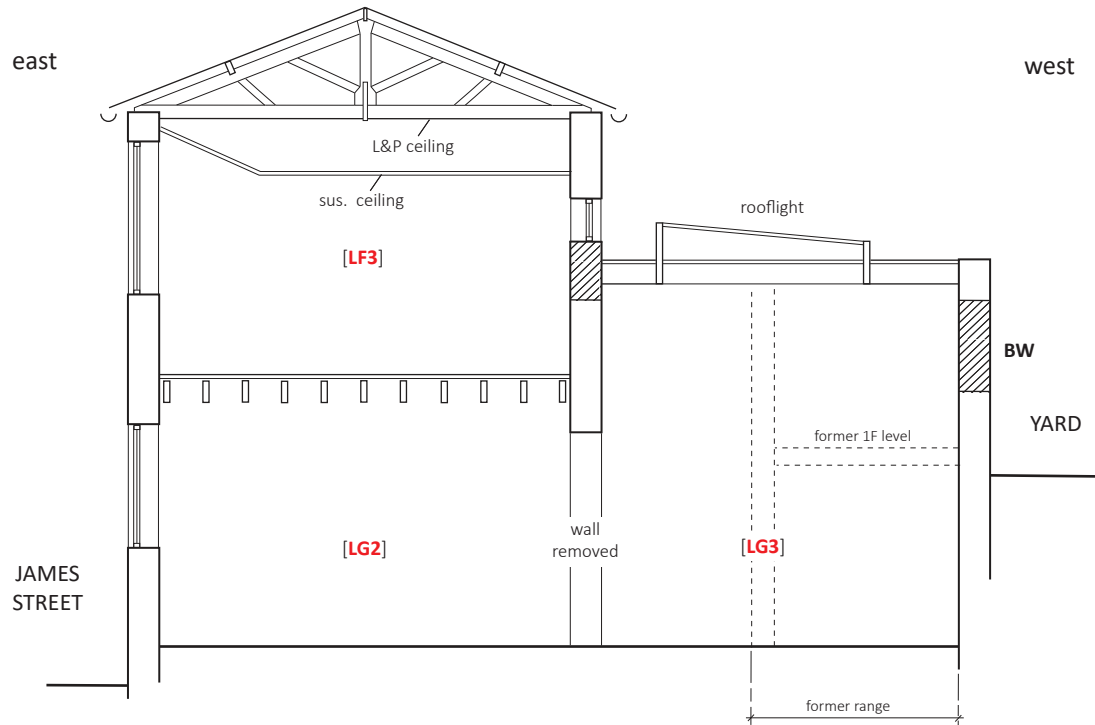 east
west
L&P ceiling
sus. ceiling
rooflight
[LF3]
BW
YARD
former 1F level
wall
removed
[LG2]
[LG3]
JAMES
STREET
former range